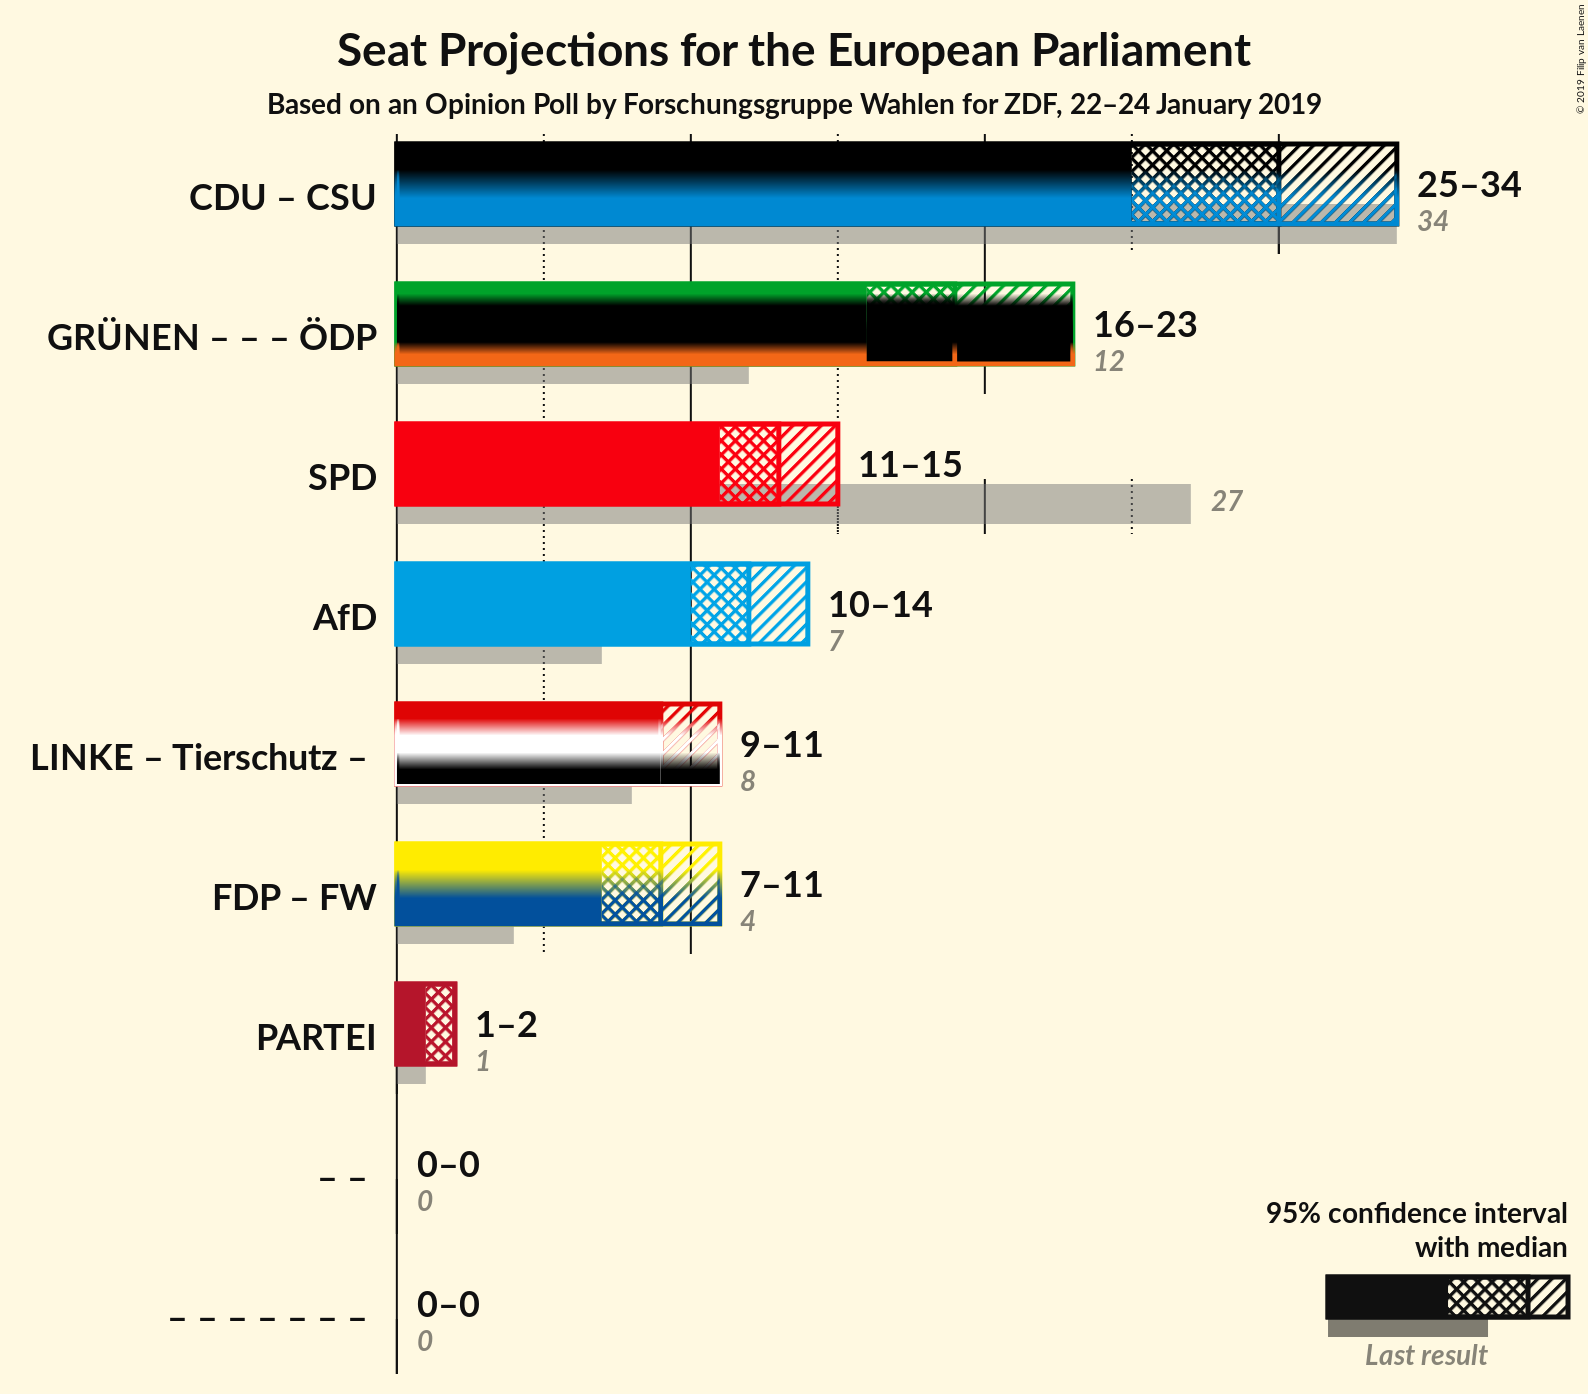 Seat Projections for the European Parliament
Based on an Opinion Poll by Forschungsgruppe Wahlen for ZDF, 22–24 January 2019
© 2019 Filip van Laenen
CDU – CSU
25–34
34
GRÜNEN – – – ÖDP
16–23
12
SPD
11–15
27
AfD
10–14
7
LINKE – Tierschutz –
9–11
8
FDP – FW
7–11
4
PARTEI
1–2
1
– –
0–0
0
– – – – – – –
0–0
0
95% confidence interval
with median
Last result